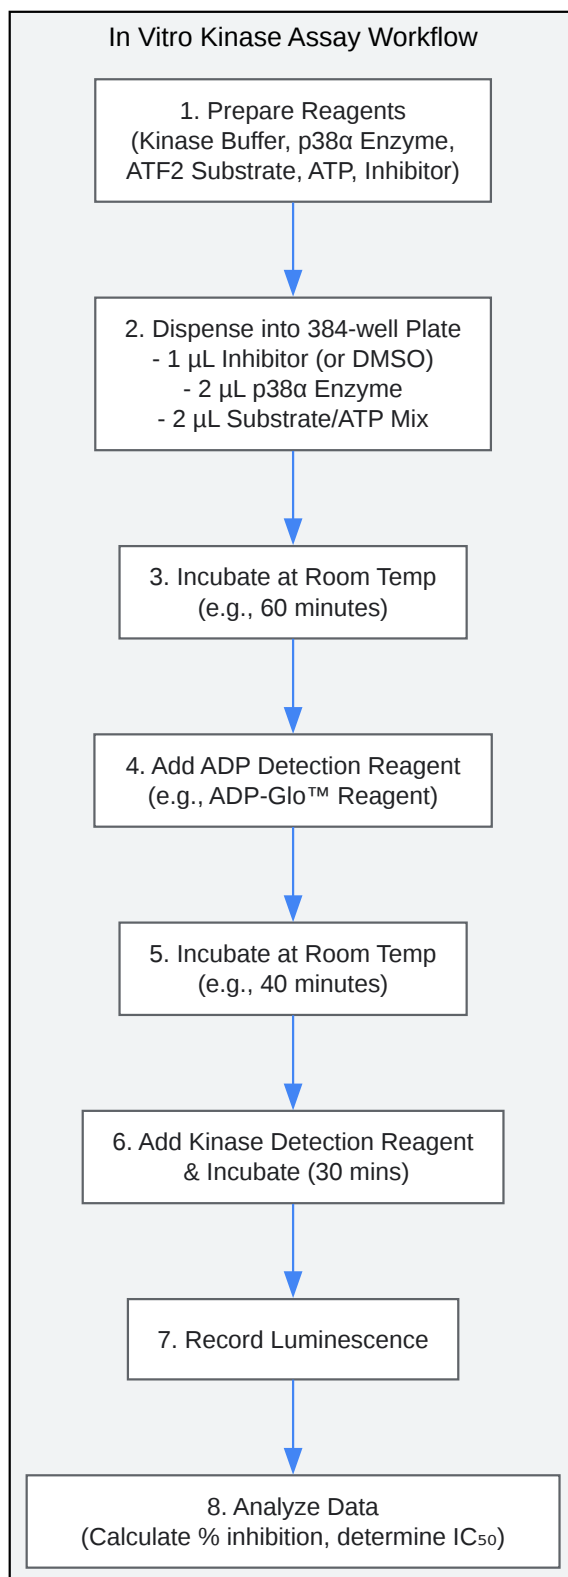 In Vitro Kinase Assay Workflow
1. Prepare Reagents
(Kinase Buffer, p38α Enzyme,
ATF2 Substrate, ATP, Inhibitor)
2. Dispense into 384-well Plate
- 1 µL Inhibitor (or DMSO)
- 2 µL p38α Enzyme
- 2 µL Substrate/ATP Mix
3. Incubate at Room Temp
(e.g., 60 minutes)
4. Add ADP Detection Reagent
(e.g., ADP-Glo™ Reagent)
5. Incubate at Room Temp
(e.g., 40 minutes)
6. Add Kinase Detection Reagent
& Incubate (30 mins)
7. Record Luminescence
8. Analyze Data
(Calculate % inhibition, determine IC₅₀)